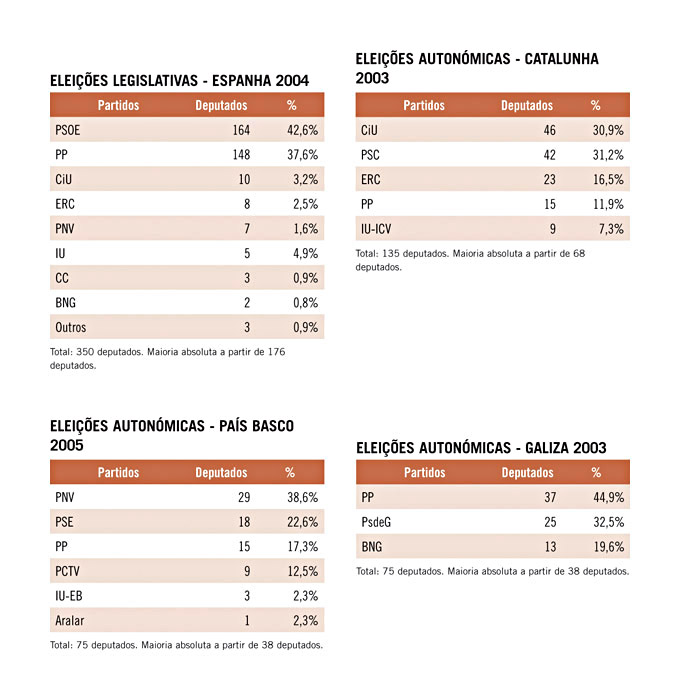 ELEIÇÕES LEGISLATIVAS - ESPANHA 2004
Partidos Deputados %
PSOE 164 42,6%
PP 148 37,6%
CiU 10 3,2%
ERC 8 2,5%
PNV 7 1,6%
IU 5 4,9%
CC 3 0,9%
BNG 2 0,8%
Outros 3 0,9%
Total: 350 deputados. Maioria absoluta a partir de 176
deputados.
ELEIÇÕES AUTONÓMICAS - CATALUNHA
2003
Partidos Deputados %
CiU 46 30,9%
PSC 42 31,2%
ERC 23 16,5%
PP 15 11,9%
IU-ICV 9 7,3%
Total: 135 deputados. Maioria absoluta a partir de 68
deputados.
ELEIÇÕES AUTONÓMICAS - PAÍS BASCO
2005
Partidos Deputados %
PNV 29 38,6%
PSE 18 22,6%
PP 15 17,3%
PCTV 9 12,5%
IU-EB 3 2,3%
Aralar 1 2,3%
Total: 75 deputados. Maioria absoluta a partir de 38 deputados.
ELEIÇÕES AUTONÓMICAS - GALIZA 2003
Partidos Deputados %
PP 37 44,9%
PsdeG 25 32,5%
BNG 13 19,6%
Total: 75 deputados. Maioria absoluta a partir de 38 deputados.